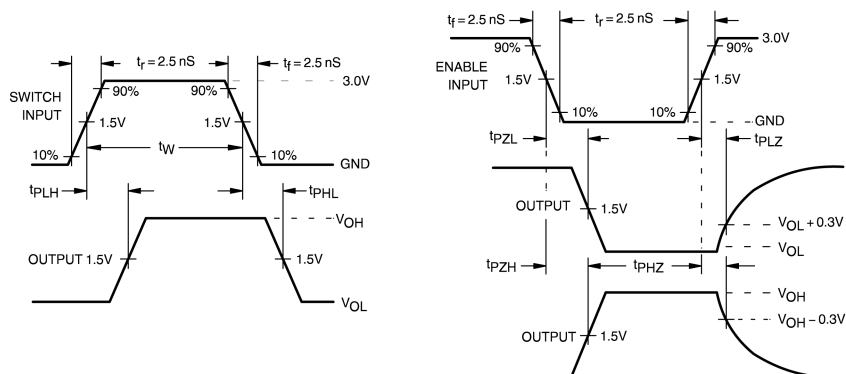 tr = 2.5 nS
tf = 2.5 nS
3.0V
SWITCH
INPUT
90%
90%
1.5V
1.5V
10%
10%
tW
GND
tPLH
tPHL
VOH
OUTPUT 1.5V
1.5V
VOL
tf = 2.5 nS
tr = 2.5 nS
3.0V
90%
90%
ENABLE
INPUT
1.5V
1.5V
10%
10%
GND
tPZL
tPLZ
OUTPUT
1.5V
VOL + 0.3V
VOL
tPZH
tPHZ
VOH
VOH − 0.3V
OUTPUT
1.5V